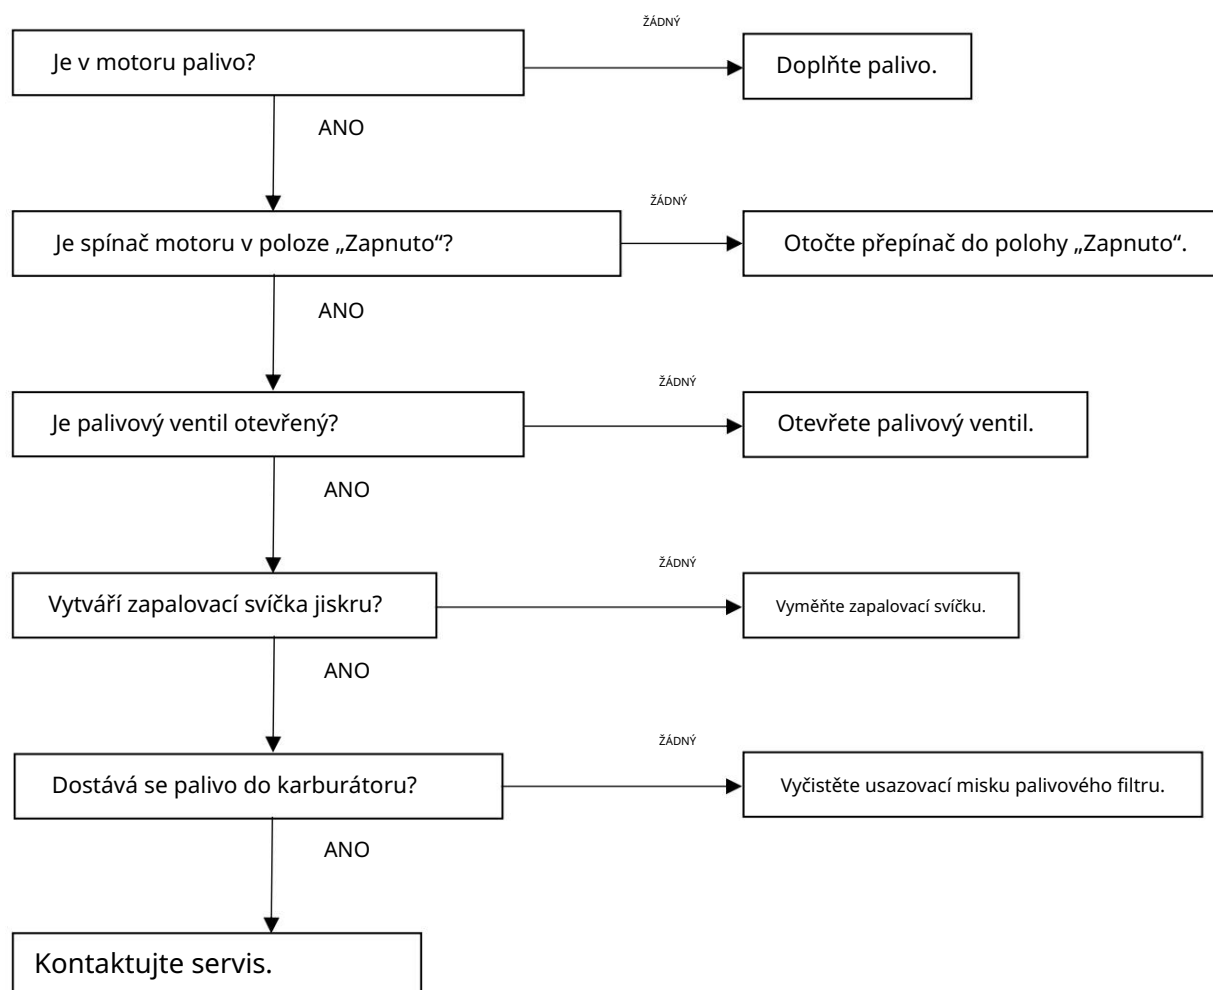 ŽÁDNÝ
Je v motoru palivo?
Doplňte palivo.
ANO
ŽÁDNÝ
Je spínač motoru v poloze „Zapnuto“?
Otočte přepínač do polohy „Zapnuto“.
ANO
ŽÁDNÝ
Je palivový ventil otevřený?
Otevřete palivový ventil.
ANO
ŽÁDNÝ
Vytváří zapalovací svíčka jiskru?
Vyměňte zapalovací svíčku.
ANO
ŽÁDNÝ
Dostává se palivo do karburátoru?
Vyčistěte usazovací misku palivového filtru.
ANO
Kontaktujte servis.